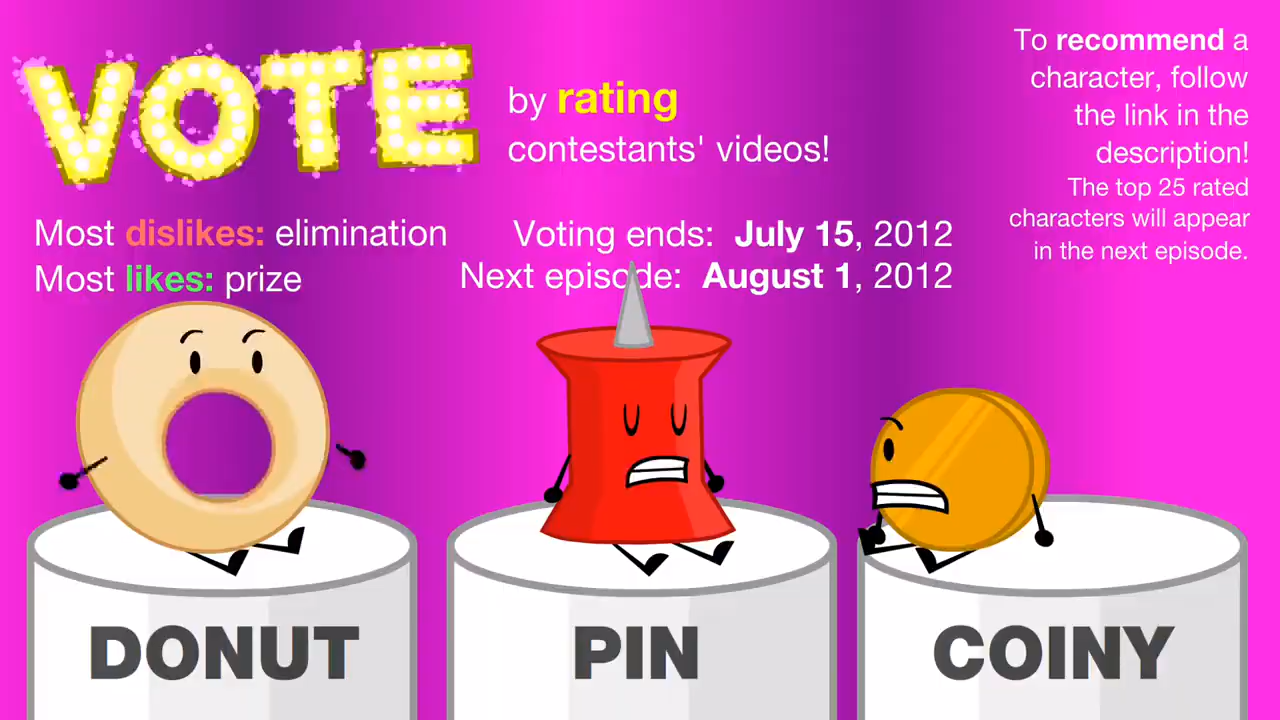 VOTE
by rating
contestants' videos!
Most dislikes: elimination
Most likes: prize
Voting ends: July 15, 2012
Next episode: August 1, 2012
To recommend a
character, follow
the link in the
description!
The top 25 rated
characters will appear
in the next episode.
DONUT
PIN
COINY